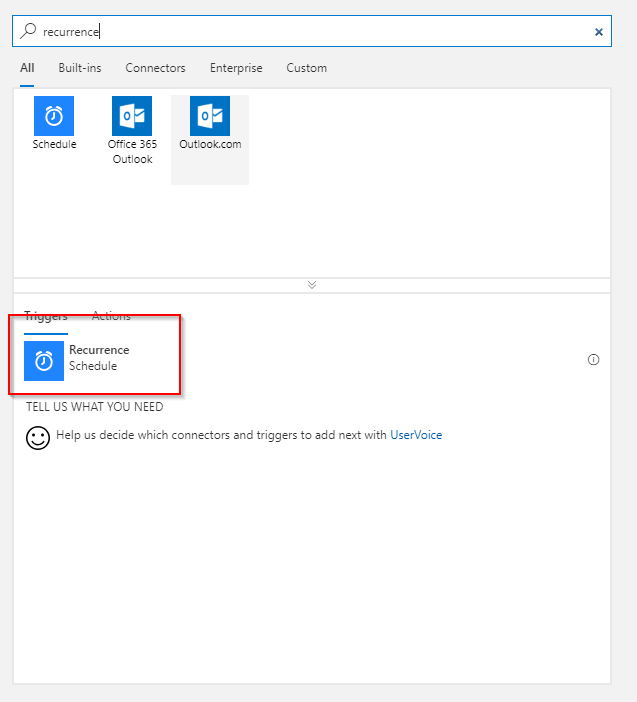 recurrence
All Built-ins Connectors Enterprise Custom
Schedule
Office 365
Outlook
Outlook.com
Triggers Actions
Recurrence
Schedule
TELL US WHAT YOU NEED
Help us decide which connectors and triggers to add next with UserVoice